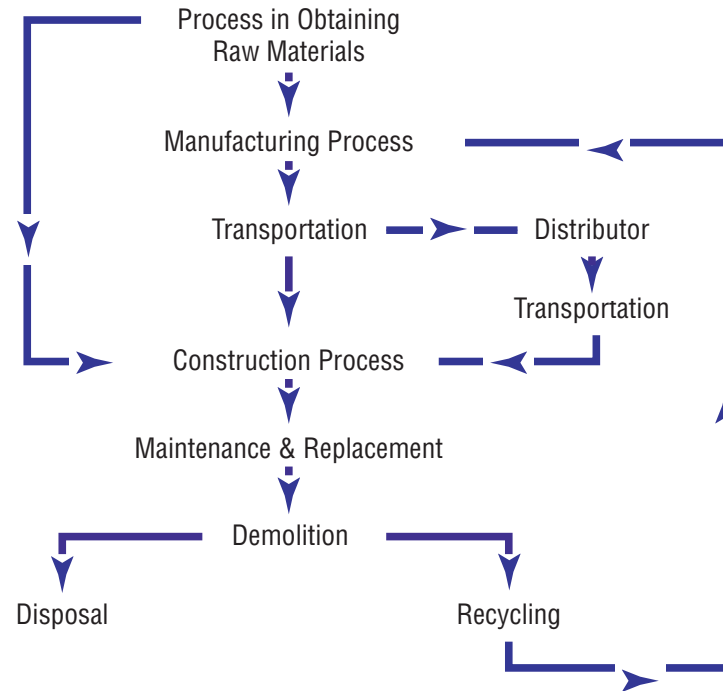 Process in Obtaining
Raw Materials
Manufacturing Process
Transportation
Distributor
Transportation
Construction Process
Maintenance & Replacement
Demolition
Disposal
Recycling